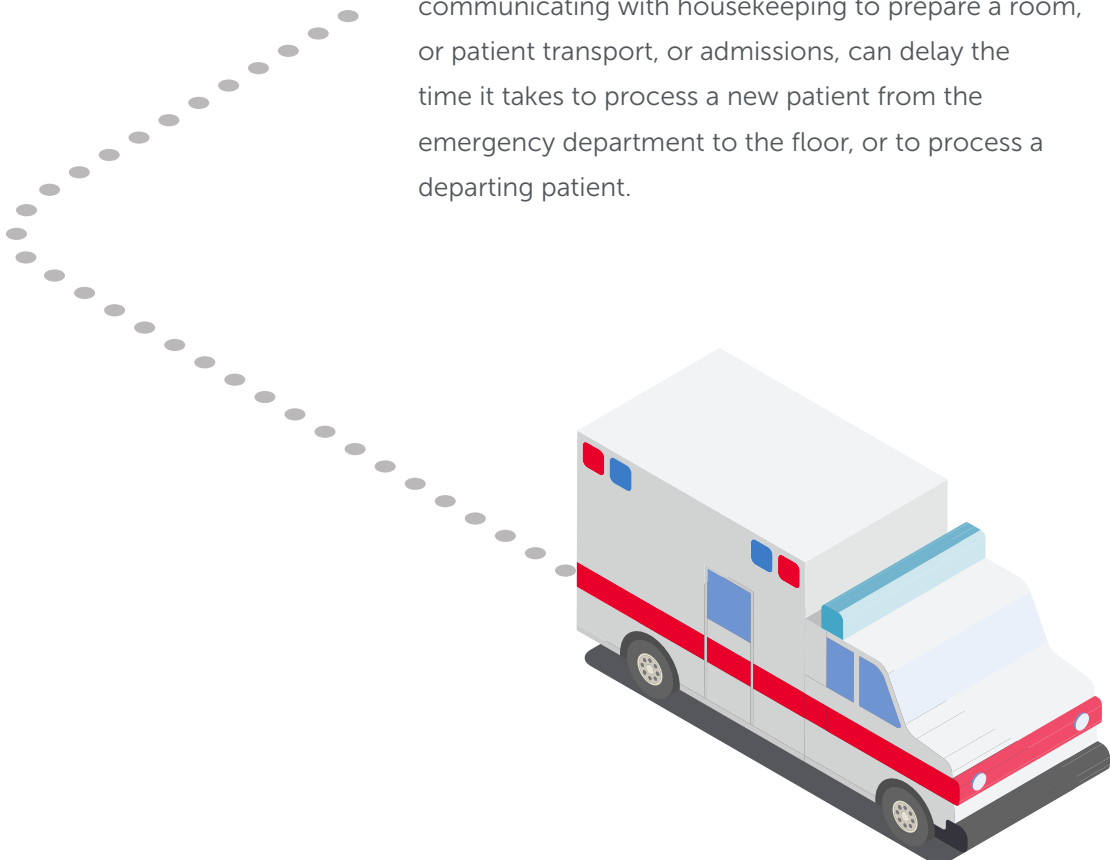 communicating with housekeeping to prepare a room,
or patient transport, or admissions, can delay the
time it takes to process a new patient from the
emergency department to the floor, or to process a
departing patient.